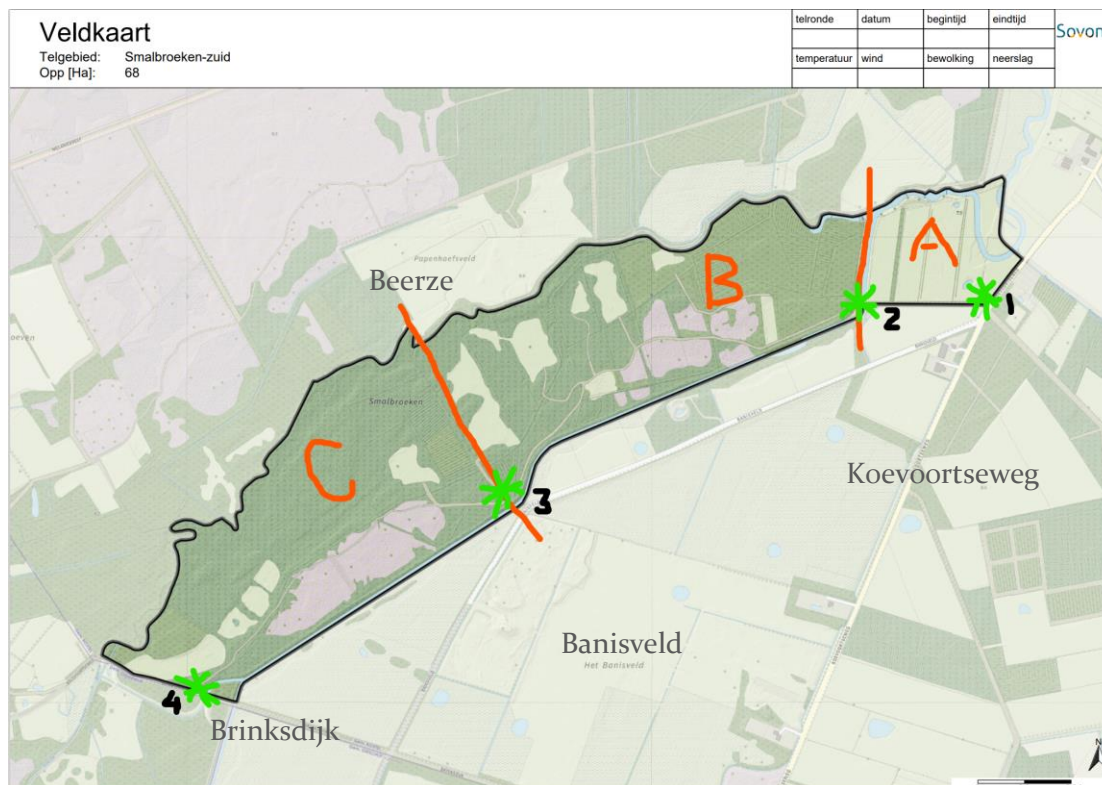 Veldkaart
Telgebied: Smalbroeken-zuid
Opp [Ha]: 68
telronde datum begintijd eindtijd
temperatuur wind bewolking neerslag
Sovon
Papenhoefsveld
Beerze
Smalbroeken
A
B
C
1
2
3
4
Koevoortseweg
Banisveld
Het Banisveld
Brinksdijk
N